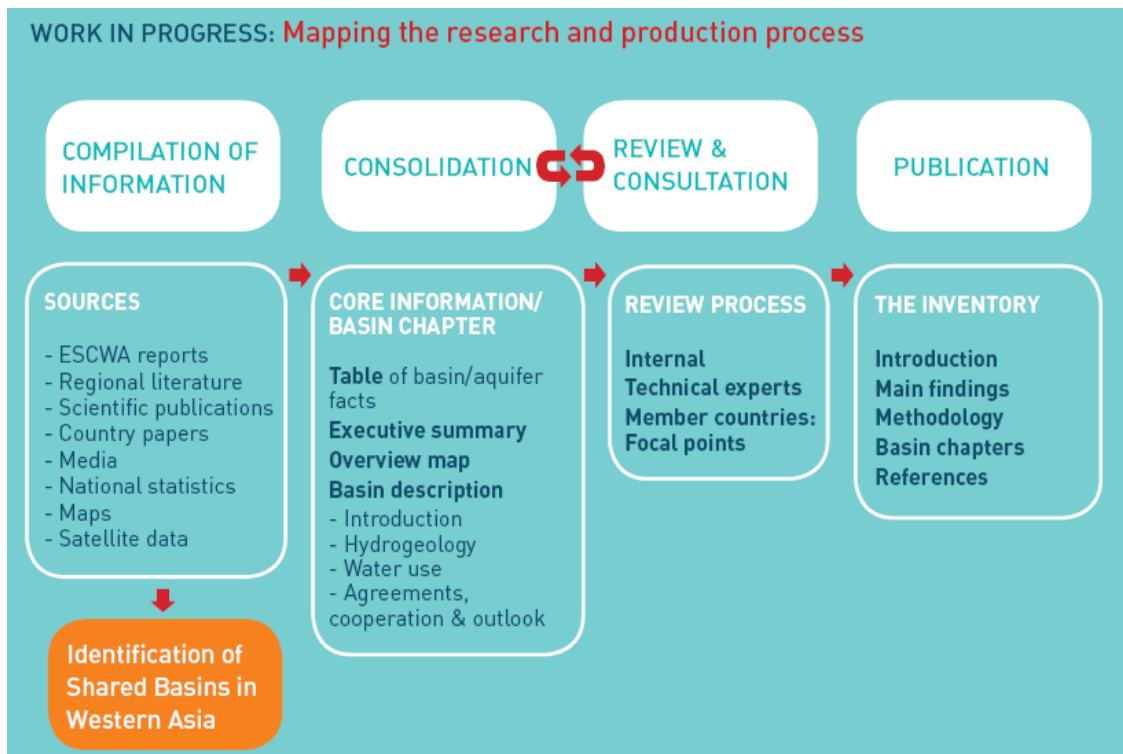 WORK IN PROGRESS: Mapping the research and production process
COMPILATION OF
INFORMATION
CONSOLIDATION
REVIEW &
CONSULTATION
PUBLICATION
SOURCES
- ESCWA reports
- Regional literature
- Scientific publications
- Country papers
- Media
- National statistics
- Maps
- Satellite data
Identification of
Shared Basins in
Western Asia
CORE INFORMATION/
BASIN CHAPTER
Table of basin/aquifer
facts
Executive summary
Overview map
Basin description
- Introduction
- Hydrogeology
- Water use
- Agreements,
cooperation & outlook
REVIEW PROCESS
Internal
Technical experts
Member countries:
Focal points
THE INVENTORY
Introduction
Main findings
Methodology
Basin chapters
References